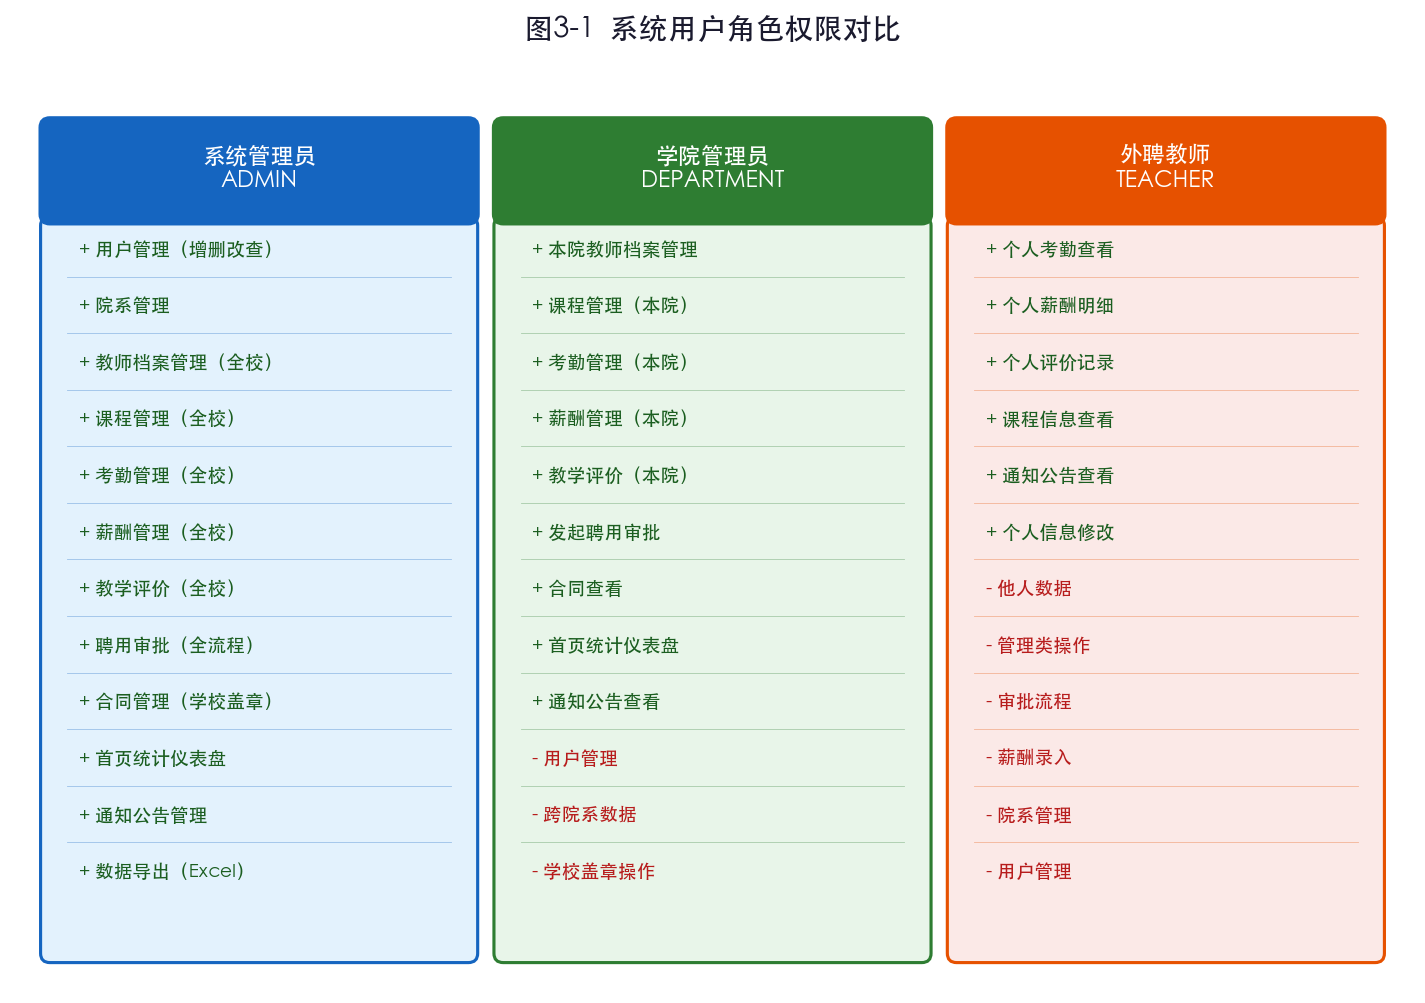 图3-1 系统用户角色权限对比
系统管理员
ADMIN
+ 用户管理（增删改查）
+ 院系管理
+ 教师档案管理（全校）
+ 课程管理（全校）
+ 考勤管理（全校）
+ 薪酬管理（全校）
+ 教学评价（全校）
+ 聘用审批（全流程）
+ 合同管理（学校盖章）
+ 首页统计仪表盘
+ 通知公告管理
+ 数据导出（Excel）
学院管理员
DEPARTMENT
+ 本院教师档案管理
+ 课程管理（本院）
+ 考勤管理（本院）
+ 薪酬管理（本院）
+ 教学评价（本院）
+ 发起聘用审批
+ 合同查看
+ 首页统计仪表盘
+ 通知公告查看
- 用户管理
- 跨院系数据
- 学校盖章操作
外聘教师
TEACHER
+ 个人考勤查看
+ 个人薪酬明细
+ 个人评价记录
+ 课程信息查看
+ 通知公告查看
+ 个人信息修改
- 他人数据
- 管理类操作
- 审批流程
- 薪酬录入
- 院系管理
- 用户管理